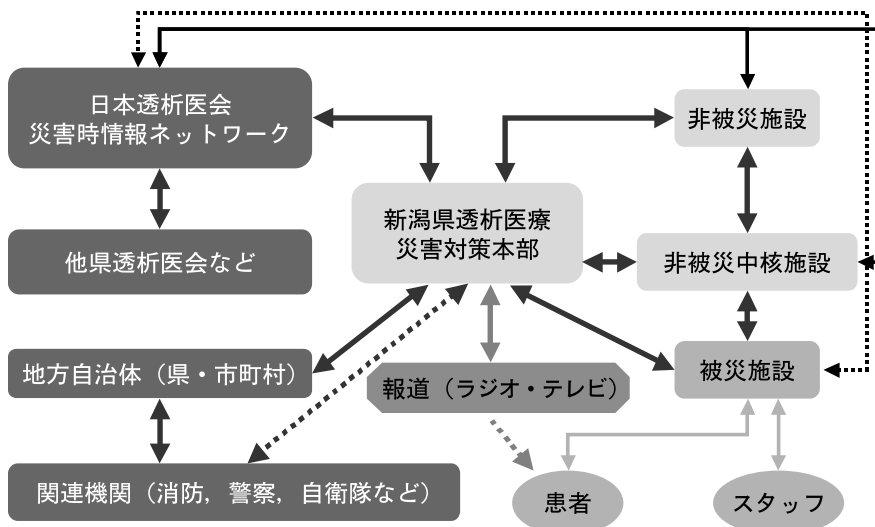 日本透析医会
災害時情報ネットワーク
非被災施設
新潟県透析医療
災害対策本部
他県透析医会など
非被災中核施設
地方自治体（県・市町村）
報道（ラジオ・テレビ）
被災施設
関連機関（消防，警察，自衛隊など）
患者
スタッフ